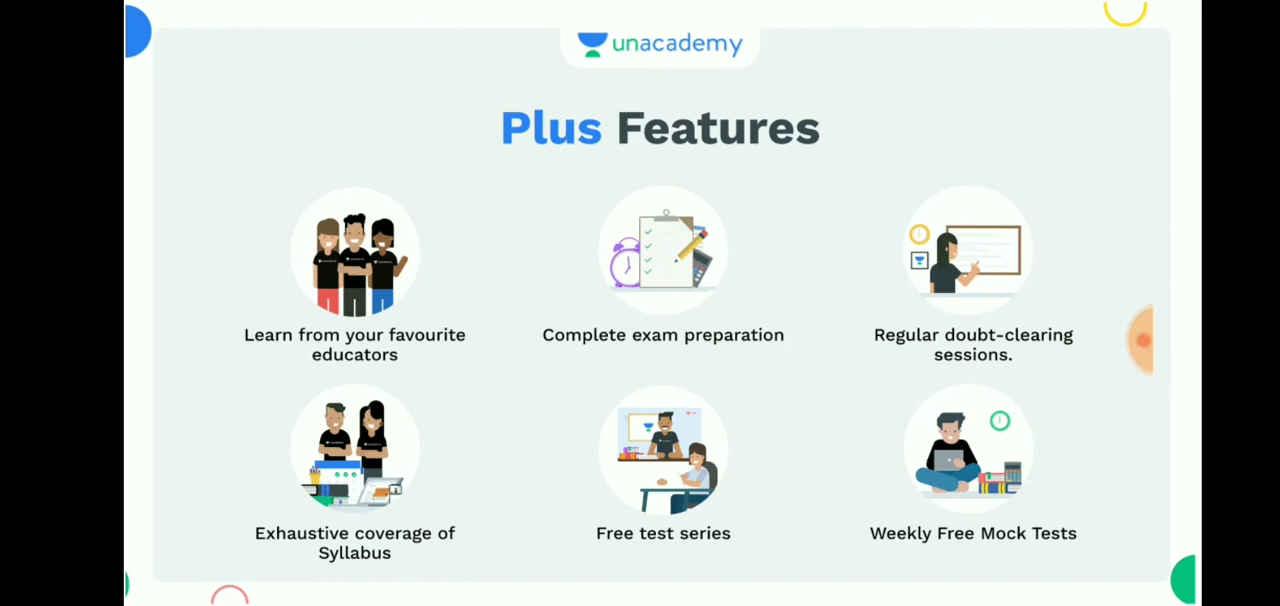 unacademy
Plus Features
Learn from your favourite
educators
Complete exam preparation
Regular doubt-clearing
sessions.
Exhaustive coverage of
Syllabus
Free test series
Weekly Free Mock Tests